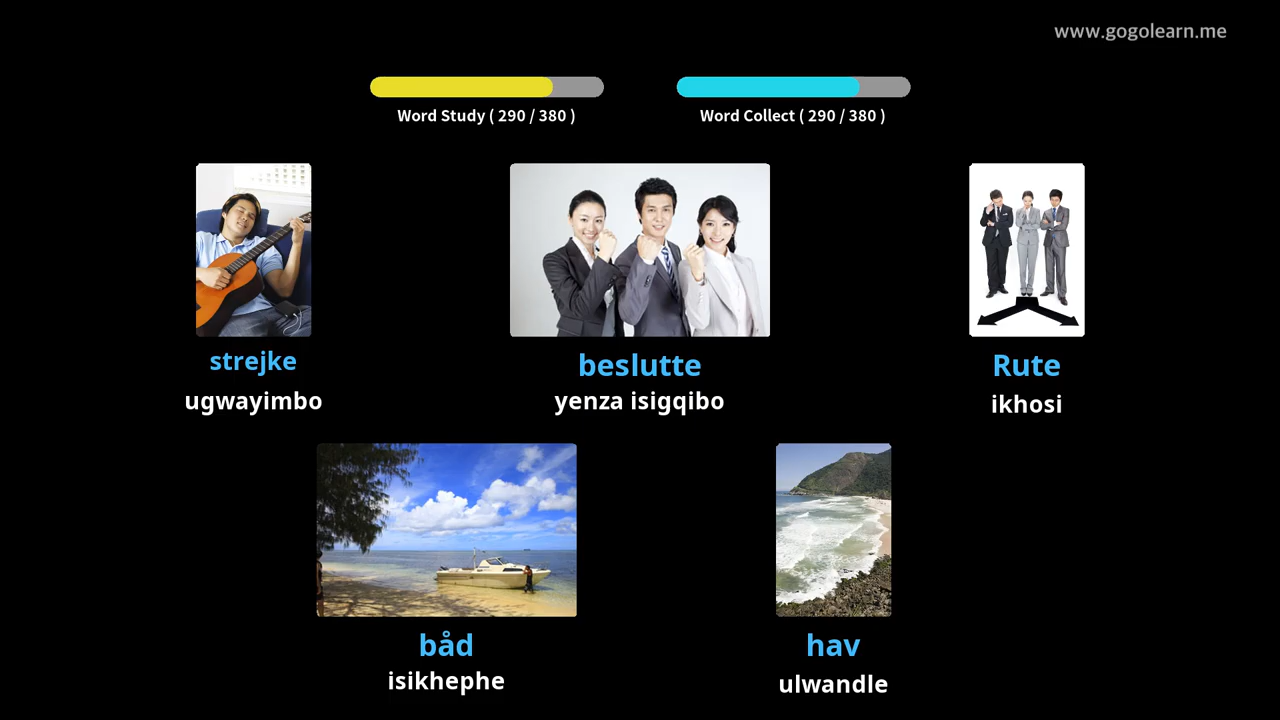 www.gogolearn.me
Word Study ( 290 / 380 )
Word Collect ( 290 / 380 )
strejke
ugwayimbo
beslutte
yenza isigqibo
Rute
ikhosi
båd
isikhephe
hav
ulwandle